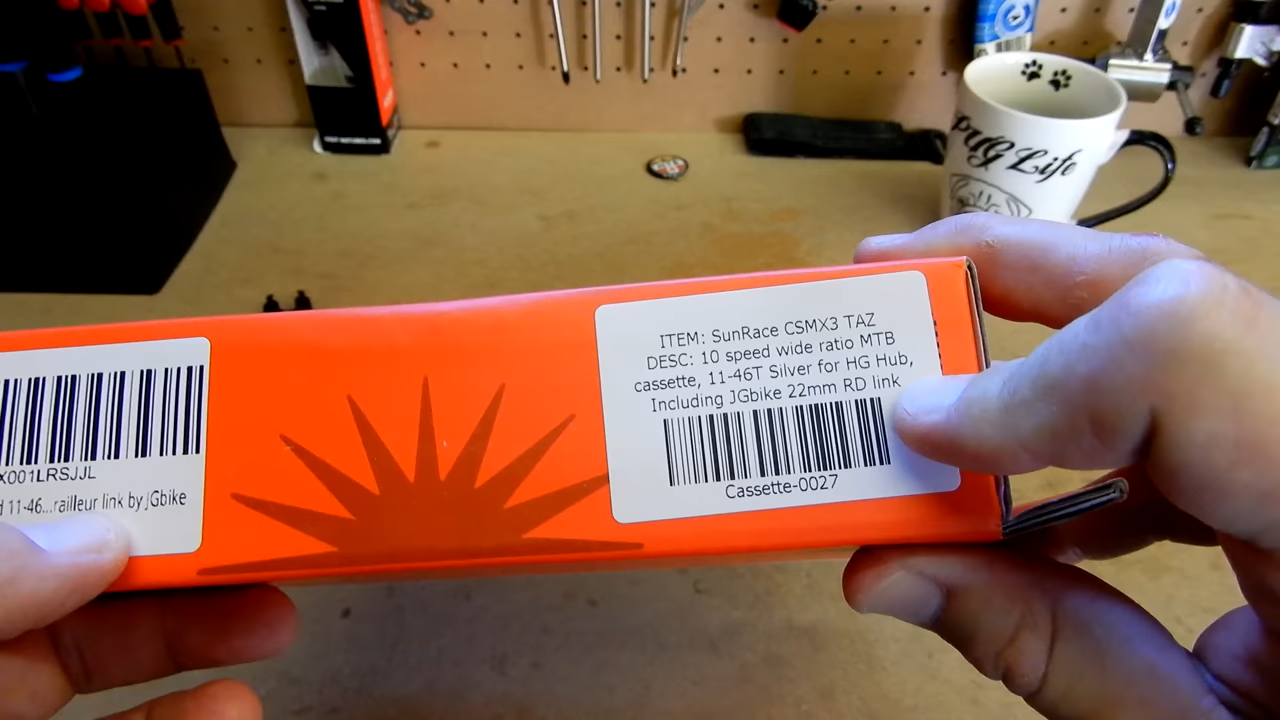 PUG Life
ITEM: SunRace CSMX3 TAZ
DESC: 10 speed wide ratio MTB
cassette, 11-46T Silver for HG Hub,
Including JGbike 22mm RD link
Cassette-0027
X001LRSJJL
11-46...railleur link by JGbike